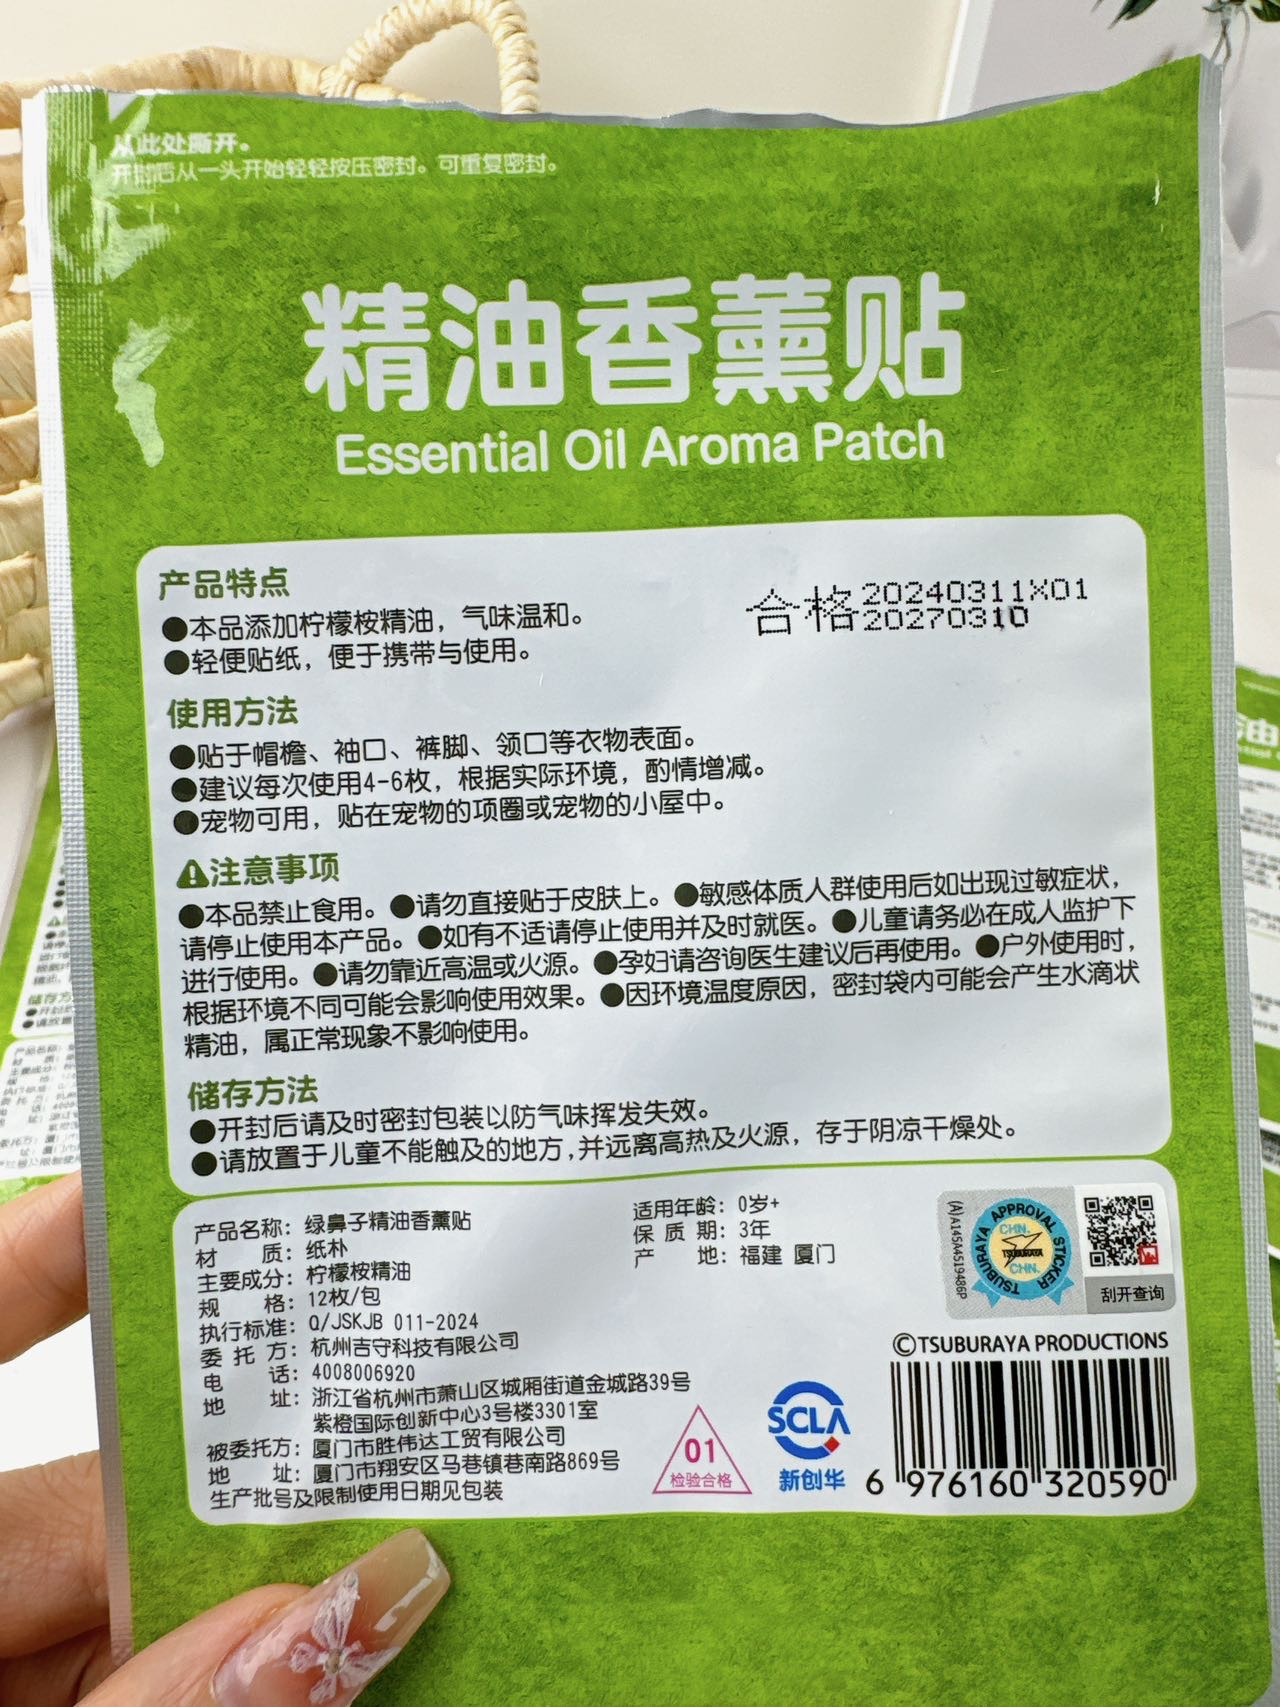 从此处撕开。
开封后从一头开始轻轻按压密封。可重复密封。
精油香薰贴
Essential Oil Aroma Patch
产品特点
●本品添加柠檬桉精油，气味温和。
●轻便贴纸，便于携带与使用。
合格20240311X01
20270310
使用方法
●贴于帽檐、袖口、裤脚、领口等衣物表面。
●建议每次使用4-6枚，根据实际环境，酌情增减。
●宠物可用，贴在宠物的项圈或宠物的小屋中。
注意事项
●本品禁止食用。●请勿直接贴于皮肤上。●敏感体质人群使用后如出现过敏症状，
请停止使用本产品。●如有不适请停止使用并及时就医。●儿童请务必在成人监护下
进行使用。●请勿靠近高温或火源。●孕妇请咨询医生建议后再使用。●户外使用时，
根据环境不同可能会影响使用效果。●因环境温度原因，密封袋内可能会产生水滴状
精油，属正常现象不影响使用。
储存方法
●开封后请及时密封包装以防气味挥发失效。
●请放置于儿童不能触及的地方,并远离高热及火源，存于阴凉干燥处。
产品名称：绿鼻子精油香薰贴
材 质：纸朴
主要成分：柠檬桉精油
规 格：12枚/包
执行标准：Q/JSKJB 011-2024
委 托 方：杭州吉守科技有限公司
电 话：4008006920
地 址：浙江省杭州市萧山区城厢街道金城路39号
紫橙国际创新中心3号楼3301室
被委托方：厦门市胜伟达工贸有限公司
地 址：厦门市翔安区马巷镇巷南路869号
生产批号及限制使用日期见包装
适用年龄：0岁+
保 质 期：3年
产 地：福建 厦门
(A)A145A4519486P
TSUBURAYA APPROVAL STICKER
CHN.
TSUBURAYA
CHN.
刮开查询
©TSUBURAYA PRODUCTIONS
01
检验合格
SCLA
新创华
6 976160 320590